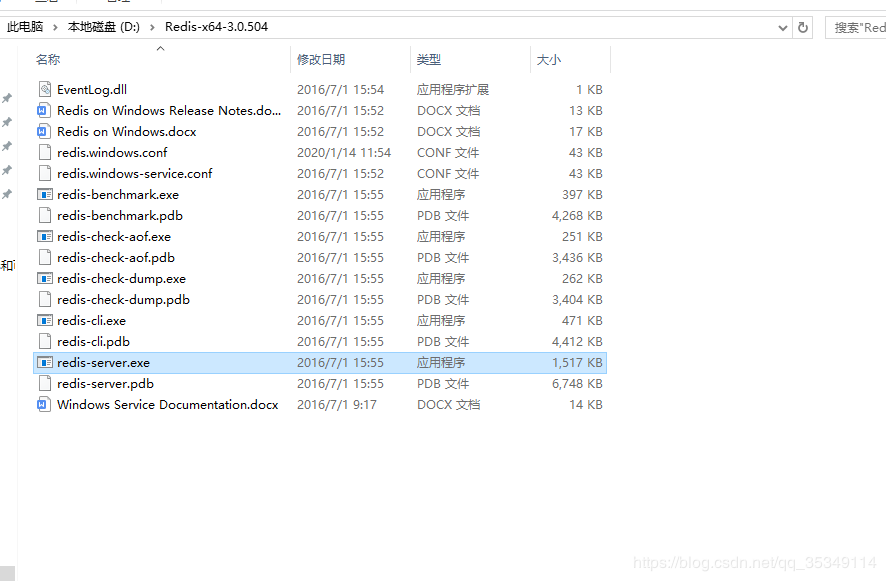 此电脑 > 本地磁盘 (D:) > Redis-x64-3.0.504 搜索"Red
名称 修改日期 类型 大小
EventLog.dll 2016/7/1 15:54 应用程序扩展 1 KB
Redis on Windows Release Notes.do... 2016/7/1 15:52 DOCX 文档 13 KB
Redis on Windows.docx 2016/7/1 15:52 DOCX 文档 17 KB
redis.windows.conf 2020/1/14 11:54 CONF 文件 43 KB
redis.windows-service.conf 2016/7/1 15:52 CONF 文件 43 KB
redis-benchmark.exe 2016/7/1 15:55 应用程序 397 KB
redis-benchmark.pdb 2016/7/1 15:55 PDB 文件 4,268 KB
redis-check-aof.exe 2016/7/1 15:55 应用程序 251 KB
redis-check-aof.pdb 2016/7/1 15:55 PDB 文件 3,436 KB
和
redis-check-dump.exe 2016/7/1 15:55 应用程序 262 KB
redis-check-dump.pdb 2016/7/1 15:55 PDB 文件 3,404 KB
redis-cli.exe 2016/7/1 15:55 应用程序 471 KB
redis-cli.pdb 2016/7/1 15:55 PDB 文件 4,412 KB
redis-server.exe 2016/7/1 15:55 应用程序 1,517 KB
redis-server.pdb 2016/7/1 15:55 PDB 文件 6,748 KB
Windows Service Documentation.docx 2016/7/1 9:17 DOCX 文档 14 KB
https://blog.csdn.net/qq_35349114